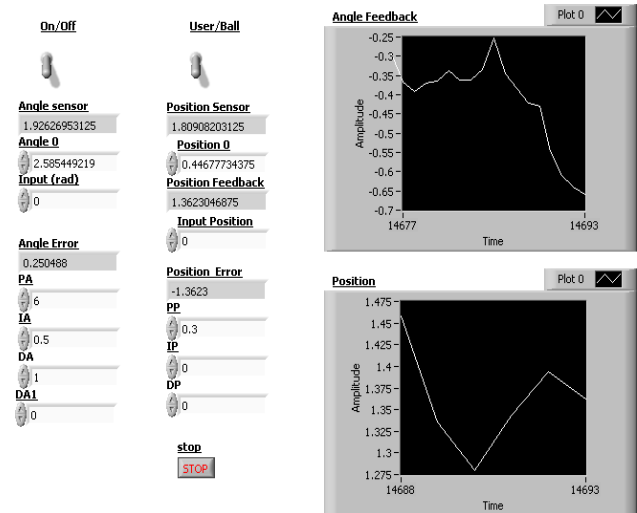 On/Off
User/Ball
Angle sensor
1.92626953125
Angle 0
2.585449219
Input (rad)
0
Angle Error
0.250488
PA
6
IA
0.5
DA
1
DA1
0
Position Sensor
1.80908203125
Position 0
0.44677734375
Position Feedback
1.3623046875
Input Position
0
Position Error
-1.3623
PP
0.3
IP
0
DP
0
stop
STOP
Angle Feedback
Plot 0
-0.25
-0.3
-0.35
-0.4
-0.45
-0.5
-0.55
-0.6
-0.65
-0.7
Amplitude
14677
14693
Time
Position
Plot 0
1.475
1.45
1.425
1.4
1.375
1.35
1.325
1.3
1.275
Amplitude
14688
14693
Time